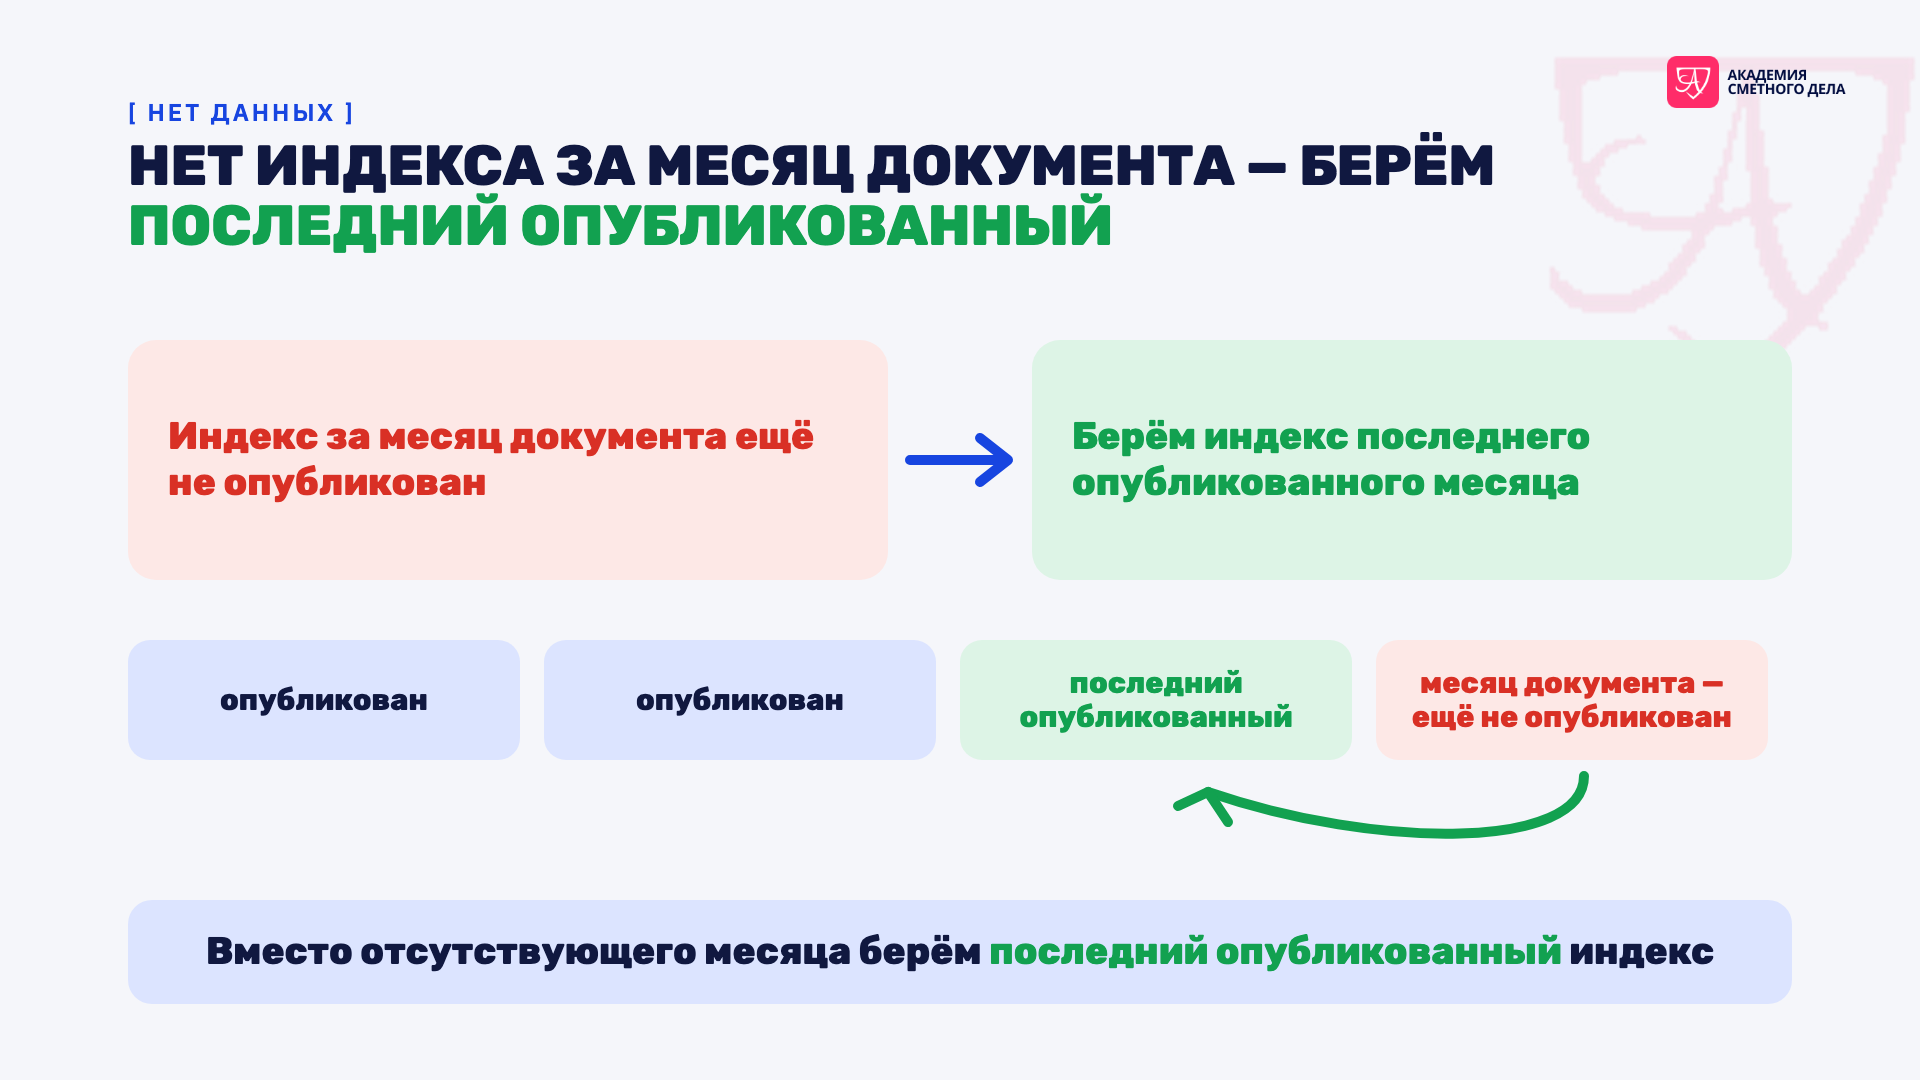 АКАДЕМИЯ
СМЕТНОГО ДЕЛА
[ НЕТ ДАННЫХ ]
НЕТ ИНДЕКСА ЗА МЕСЯЦ ДОКУМЕНТА — БЕРЁМ
ПОСЛЕДНИЙ ОПУБЛИКОВАННЫЙ
Индекс за месяц документа ещё
не опубликован
Берём индекс последнего
опубликованного месяца
опубликован
опубликован
последний
опубликованный
месяц документа —
ещё не опубликован
Вместо отсутствующего месяца берём последний опубликованный индекс